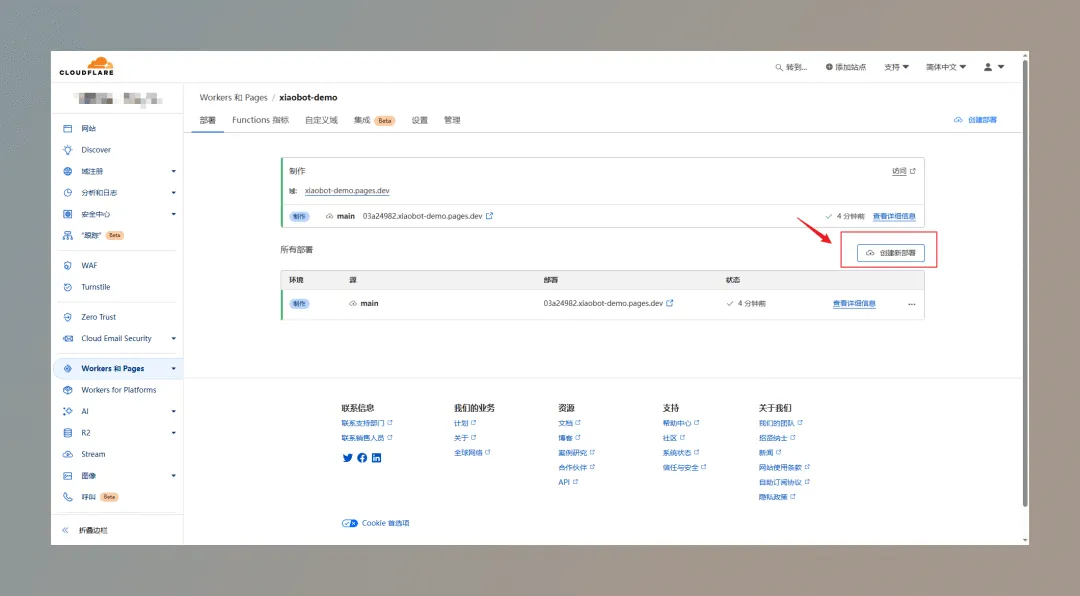 CLOUDFLARE
转到...
添加站点
支持
简体中文
Workers 和 Pages / xiaobot-demo
部署 Functions 指标 自定义域 集成 Beta 设置 管理
创建部署
网站
Discover
域注册
分析和日志
安全中心
"跟踪" Beta
WAF
Turnstile
Zero Trust
Cloud Email Security
Workers 和 Pages
Workers for Platforms
AI
R2
Stream
图像
呼叫 Beta
折叠边栏
制作
访问
域: xiaobot-demo.pages.dev
制作 main 03a24982.xiaobot-demo.pages.dev 4 分钟前 查看详细信息
所有部署
创建新部署
环境 源 部署 状态
制作 main 03a24982.xiaobot-demo.pages.dev 4 分钟前 查看详细信息 ...
联系信息
联系支持部门
联系销售人员
我们的业务
计划
关于
全球网络
资源
文档
博客
案例研究
合作伙伴
API
支持
帮助中心
社区
系统状态
信任与安全
关于我们
我们的团队
招贤纳士
新闻
网站使用条款
自助订阅协议
隐私政策
Cookie 首选项